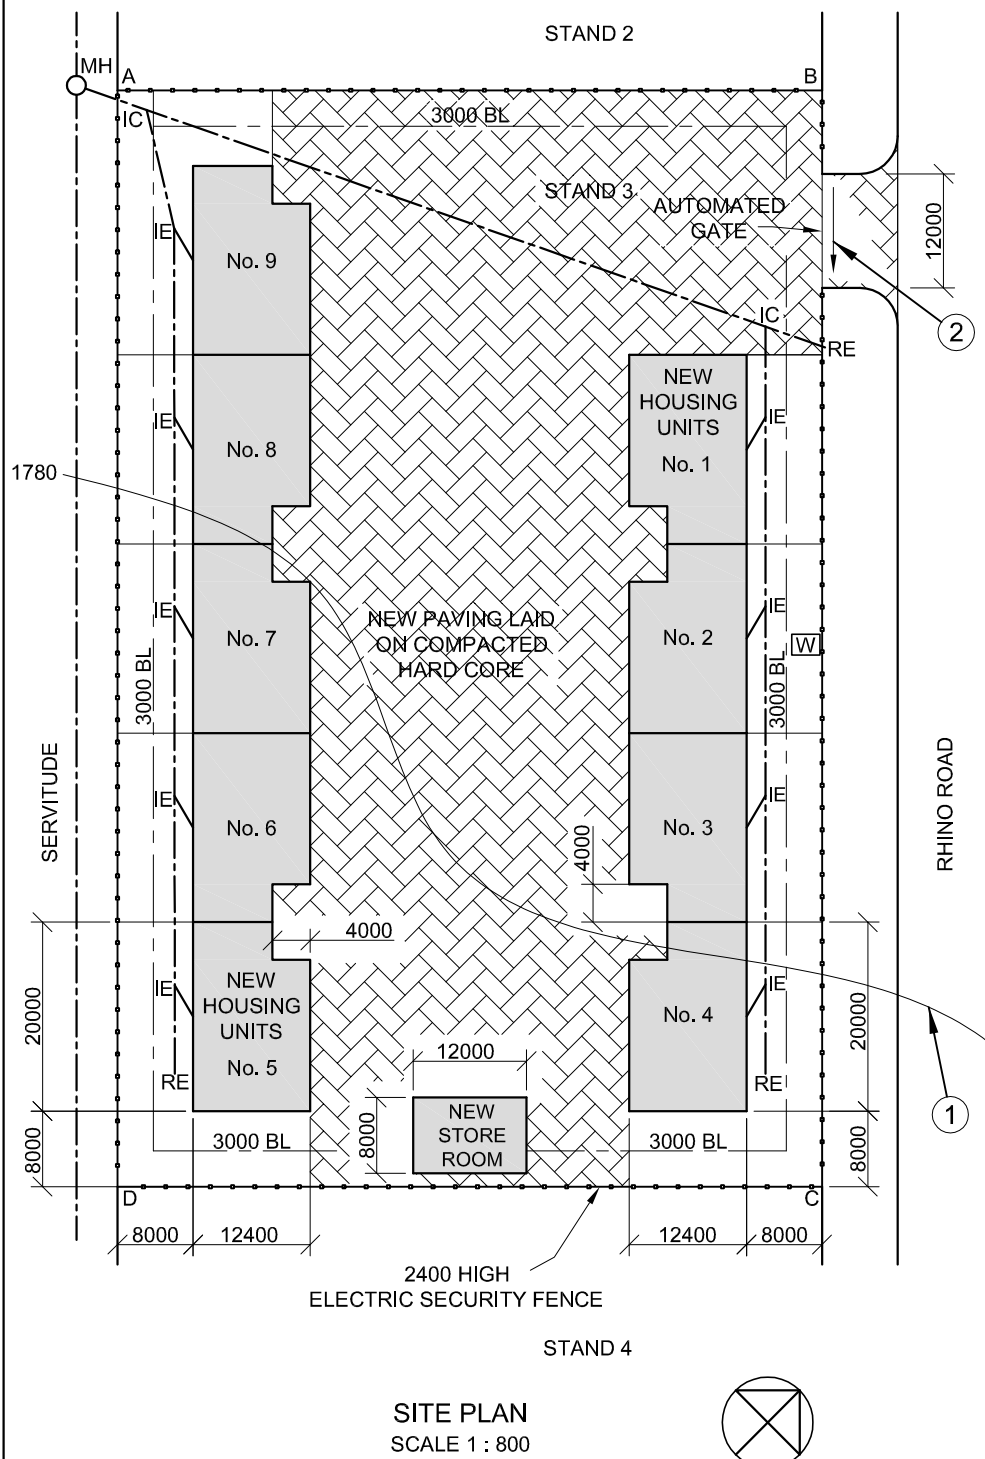 STAND 2
MH
A
B
IC
3000 BL
STAND 3
AUTOMATED
GATE
12000
2
IE
No. 9
IC
RE
NEW
HOUSING
UNITS
No. 1
IE
IE
No. 8
1780
IE
No. 7
NEW PAVING LAID
ON COMPACTED
HARD CORE
No. 2
IE
W
3000 BL
3000 BL
SERVITUDE
RHINO ROAD
IE
No. 6
4000
No. 3
IE
4000
20000
IE
NEW
HOUSING
UNITS
No. 5
RE
No. 4
IE
RE
20000
1
12000
8000
NEW
STORE
ROOM
8000
3000 BL
3000 BL
8000
D
C
8000
12400
12400
8000
2400 HIGH
ELECTRIC SECURITY FENCE
STAND 4
SITE PLAN
SCALE 1 : 800